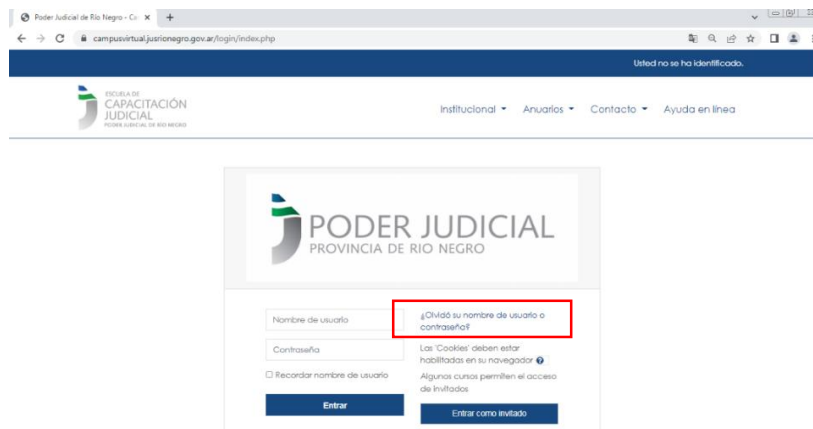 Poder Judicial de Río Negro - Ca
campusvirtual.jusrionegro.gov.ar/login/index.php
Usted no se ha identificado.
ESCUELA DE
CAPACITACIÓN
JUDICIAL
PODER JUDICIAL DE RIO NEGRO
Institucional Anuarios Contacto Ayuda en línea
PODER JUDICIAL
PROVINCIA DE RIO NEGRO
Nombre de usuario
Contraseña
Recordar nombre de usuario
Entrar
¿Olvidó su nombre de usuario o
contraseña?
Las 'Cookies' deben estar
habilitadas en su navegador
Algunos cursos permiten el acceso
de invitados
Entrar como invitado